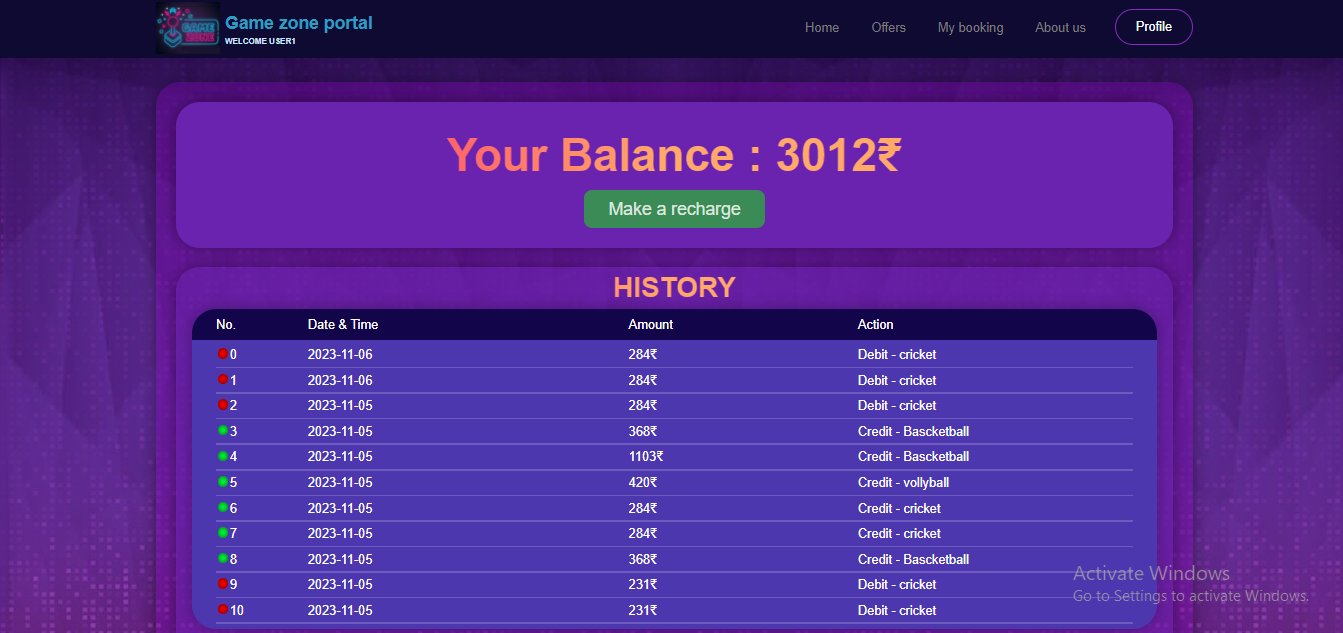 GAME ZONE
Game zone portal
WELCOME USER1
Home Offers My booking About us Profile
Your Balance : 3012₹
Make a recharge
HISTORY
No. Date & Time Amount Action
0 2023-11-06 284₹ Debit - cricket
1 2023-11-06 284₹ Debit - cricket
2 2023-11-05 284₹ Debit - cricket
3 2023-11-05 368₹ Credit - Bascketball
4 2023-11-05 1103₹ Credit - Bascketball
5 2023-11-05 420₹ Credit - vollyball
6 2023-11-05 284₹ Credit - cricket
7 2023-11-05 284₹ Credit - cricket
8 2023-11-05 368₹ Credit - Bascketball
9 2023-11-05 231₹ Debit - cricket
10 2023-11-05 231₹ Debit - cricket
Activate Windows
Go to Settings to activate Windows.